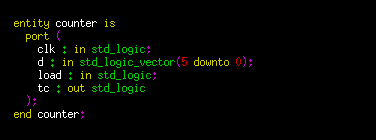 entity counter is
port (
clk : in std_logic;
d : in std_logic_vector(5 downto 0);
load : in std_logic;
tc : out std_logic
);
end counter;